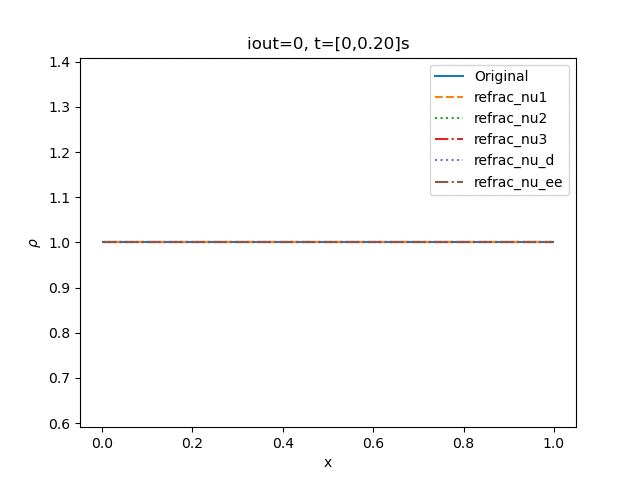 iout=0, t=[0,0.20]s
1.4
1.3
1.2
1.1
1.0
0.9
0.8
0.7
0.6
ρ
Original
refrac_nu1
refrac_nu2
refrac_nu3
refrac_nu_d
refrac_nu_ee
0.0 0.2 0.4 0.6 0.8 1.0
x